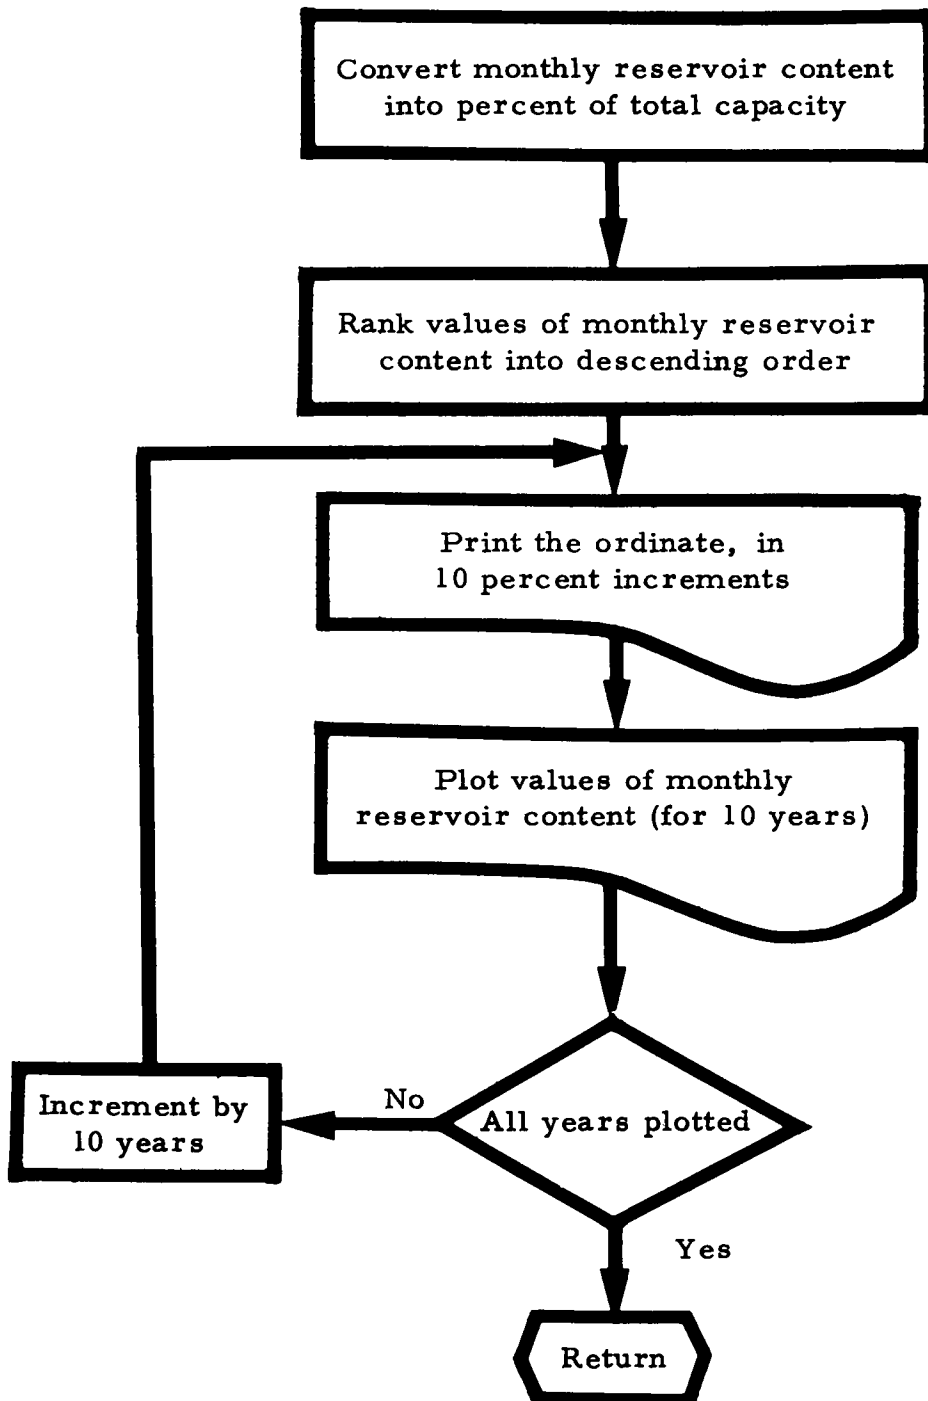 Convert monthly reservoir content
into percent of total capacity
Rank values of monthly reservoir
content into descending order
Print the ordinate, in
10 percent increments
Plot values of monthly
reservoir content (for 10 years)
All years plotted
No
Increment by
10 years
Yes
Return